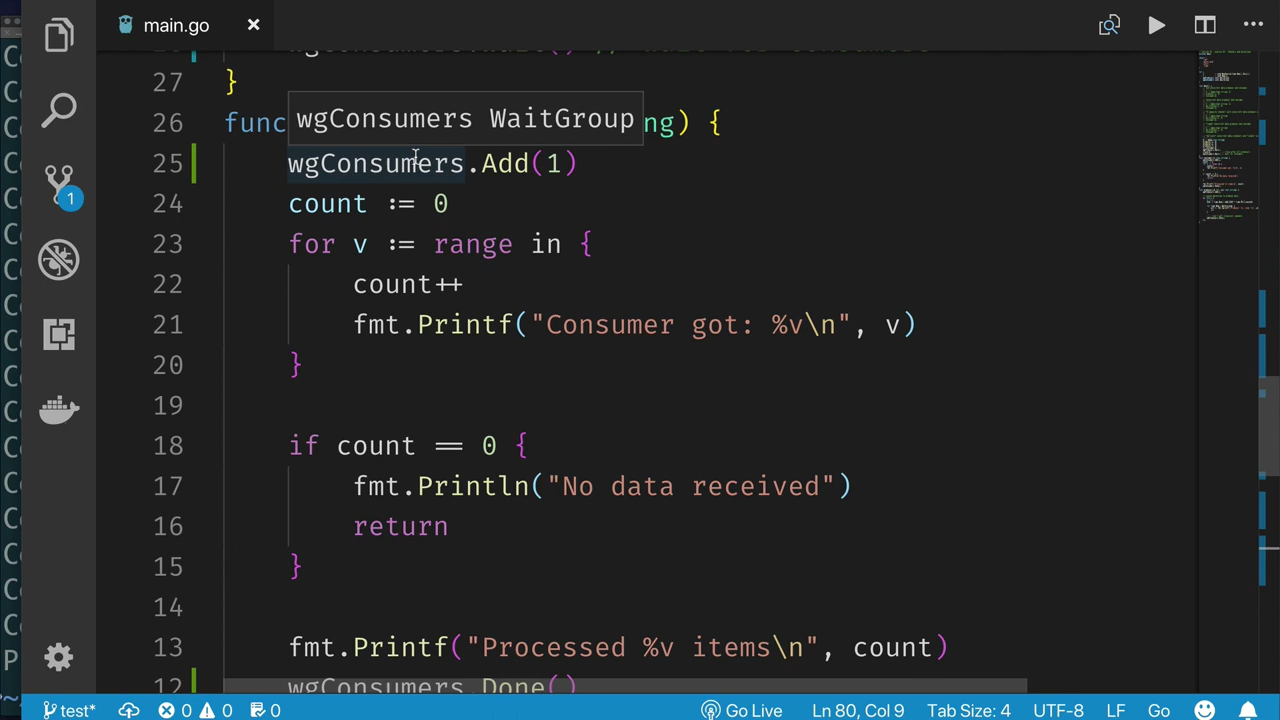 main.go
27 }
26 func ng) {
wgConsumers WaitGroup
25 wgConsumers.Add(1)
24 count := 0
23 for v := range in {
22 count++
21 fmt.Printf("Consumer got: %v\n", v)
20 }
19
18 if count == 0 {
17 fmt.Println("No data received")
16 return
15 }
14
13 fmt.Printf("Processed %v items\n", count)
12 wgConsumers.Done()
1
test* 0 0 0 Go Live Ln 80, Col 9 Tab Size: 4 UTF-8 LF Go